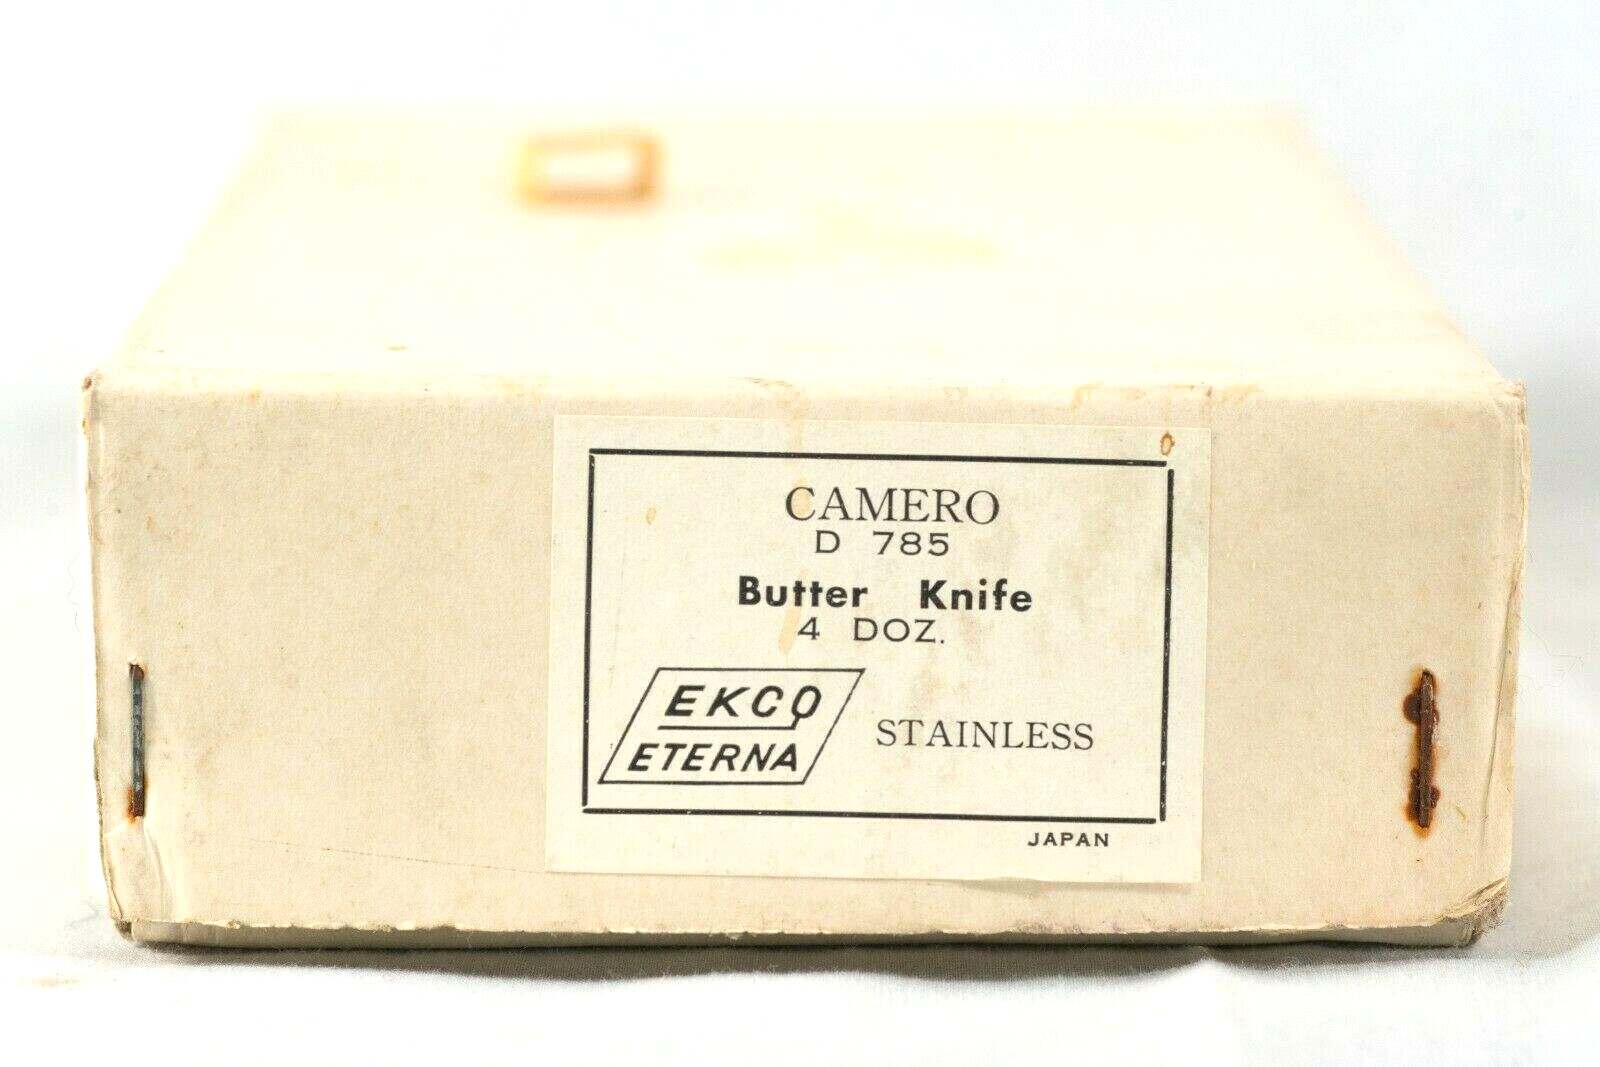 CAMERO
D 785
Butter Knife
4 DOZ.
EKCO
ETERNA
STAINLESS
JAPAN